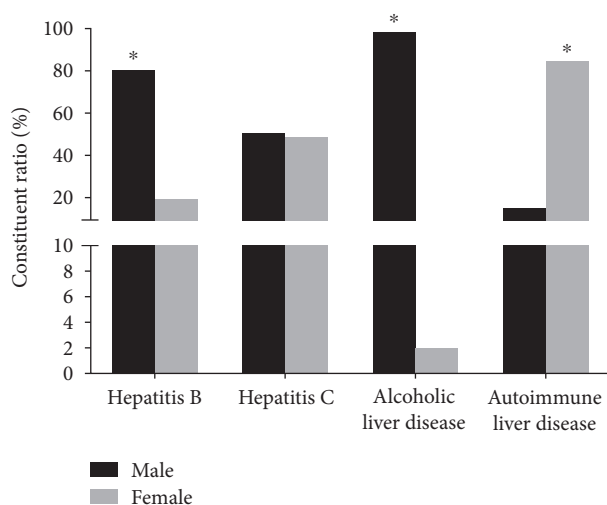 Constituent ratio (%)
100
80
60
40
20
10
8
6
4
2
0
*
*
*
Hepatitis B
Hepatitis C
Alcoholic
liver disease
Autoimmune
liver disease
Male
Female